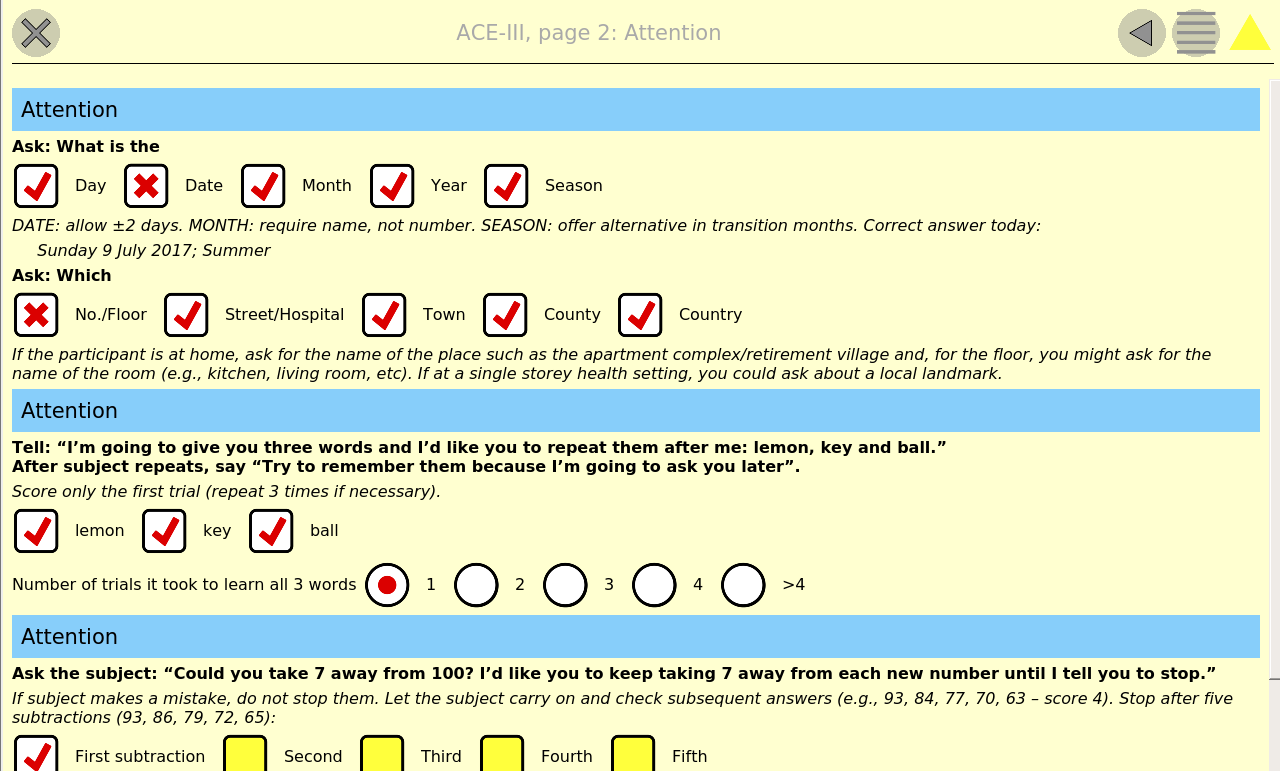 ACE-III, page 2: Attention
Attention
Ask: What is the
Day Date Month Year Season
DATE: allow ±2 days. MONTH: require name, not number. SEASON: offer alternative in transition months. Correct answer today:
Sunday 9 July 2017; Summer
Ask: Which
No./Floor Street/Hospital Town County Country
If the participant is at home, ask for the name of the place such as the apartment complex/retirement village and, for the floor, you might ask for the
name of the room (e.g., kitchen, living room, etc). If at a single storey health setting, you could ask about a local landmark.
Attention
Tell: “I’m going to give you three words and I’d like you to repeat them after me: lemon, key and ball.”
After subject repeats, say “Try to remember them because I’m going to ask you later”.
Score only the first trial (repeat 3 times if necessary).
lemon key ball
Number of trials it took to learn all 3 words 1 2 3 4 >4
Attention
Ask the subject: “Could you take 7 away from 100? I’d like you to keep taking 7 away from each new number until I tell you to stop.”
If subject makes a mistake, do not stop them. Let the subject carry on and check subsequent answers (e.g., 93, 84, 77, 70, 63 – score 4). Stop after five
subtractions (93, 86, 79, 72, 65):
First subtraction Second Third Fourth Fifth